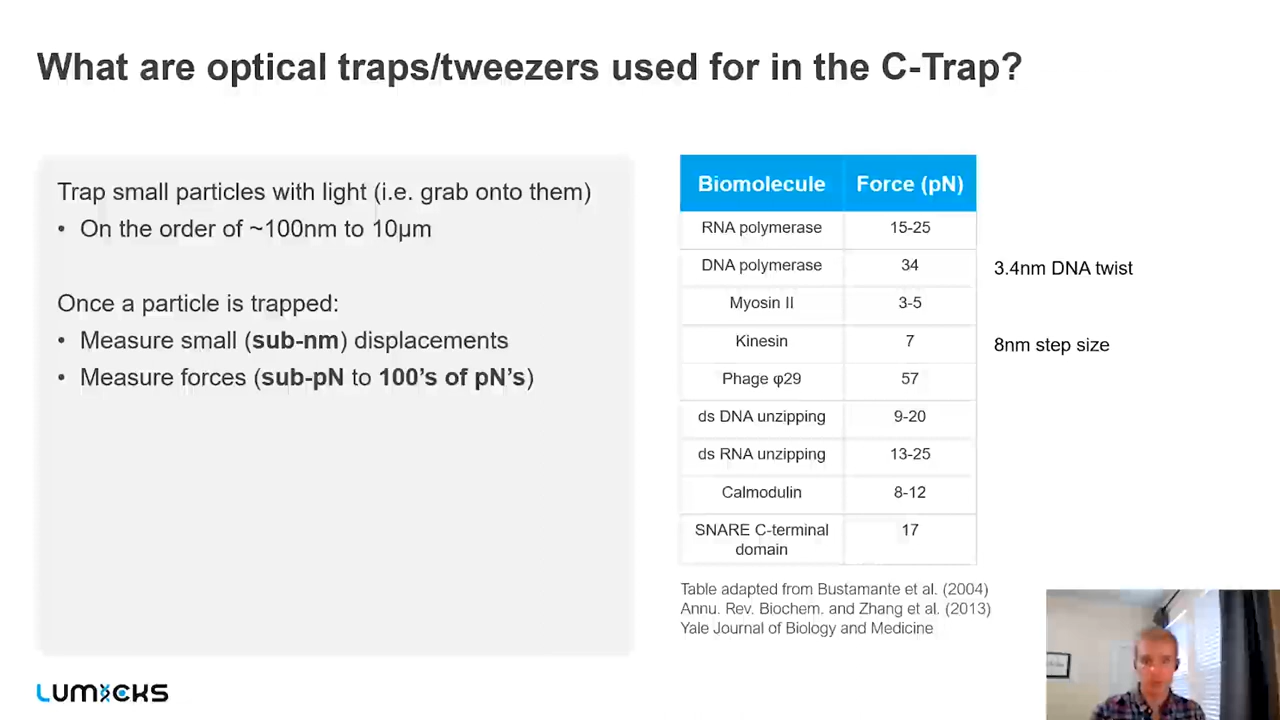 What are optical traps/tweezers used for in the C-Trap?
Trap small particles with light (i.e. grab onto them)
• On the order of ~100nm to 10µm
Once a particle is trapped:
• Measure small (sub-nm) displacements
• Measure forces (sub-pN to 100’s of pN’s)
Biomolecule Force (pN)
RNA polymerase 15-25
DNA polymerase 34
3.4nm DNA twist
Myosin II 3-5
Kinesin 7
8nm step size
Phage φ29 57
ds DNA unzipping 9-20
ds RNA unzipping 13-25
Calmodulin 8-12
SNARE C-terminal 17
domain
Table adapted from Bustamante et al. (2004)
Annu. Rev. Biochem. and Zhang et al. (2013)
Yale Journal of Biology and Medicine
LUMICKS